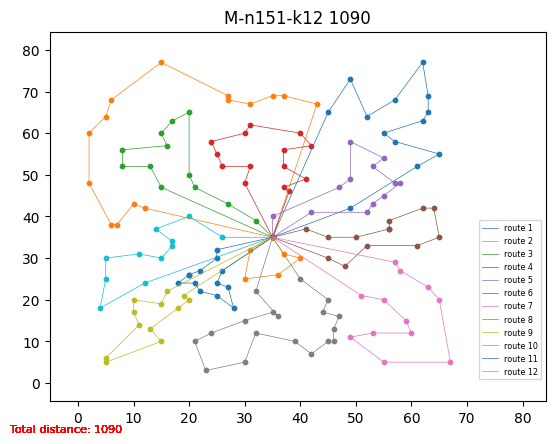 M-n151-k12 1090
80
70
60
50
40
30
20
10
0
0 10 20 30 40 50 60 70 80
route 1
route 2
route 3
route 4
route 5
route 6
route 7
route 8
route 9
route 10
route 11
route 12
Total distance: 1090